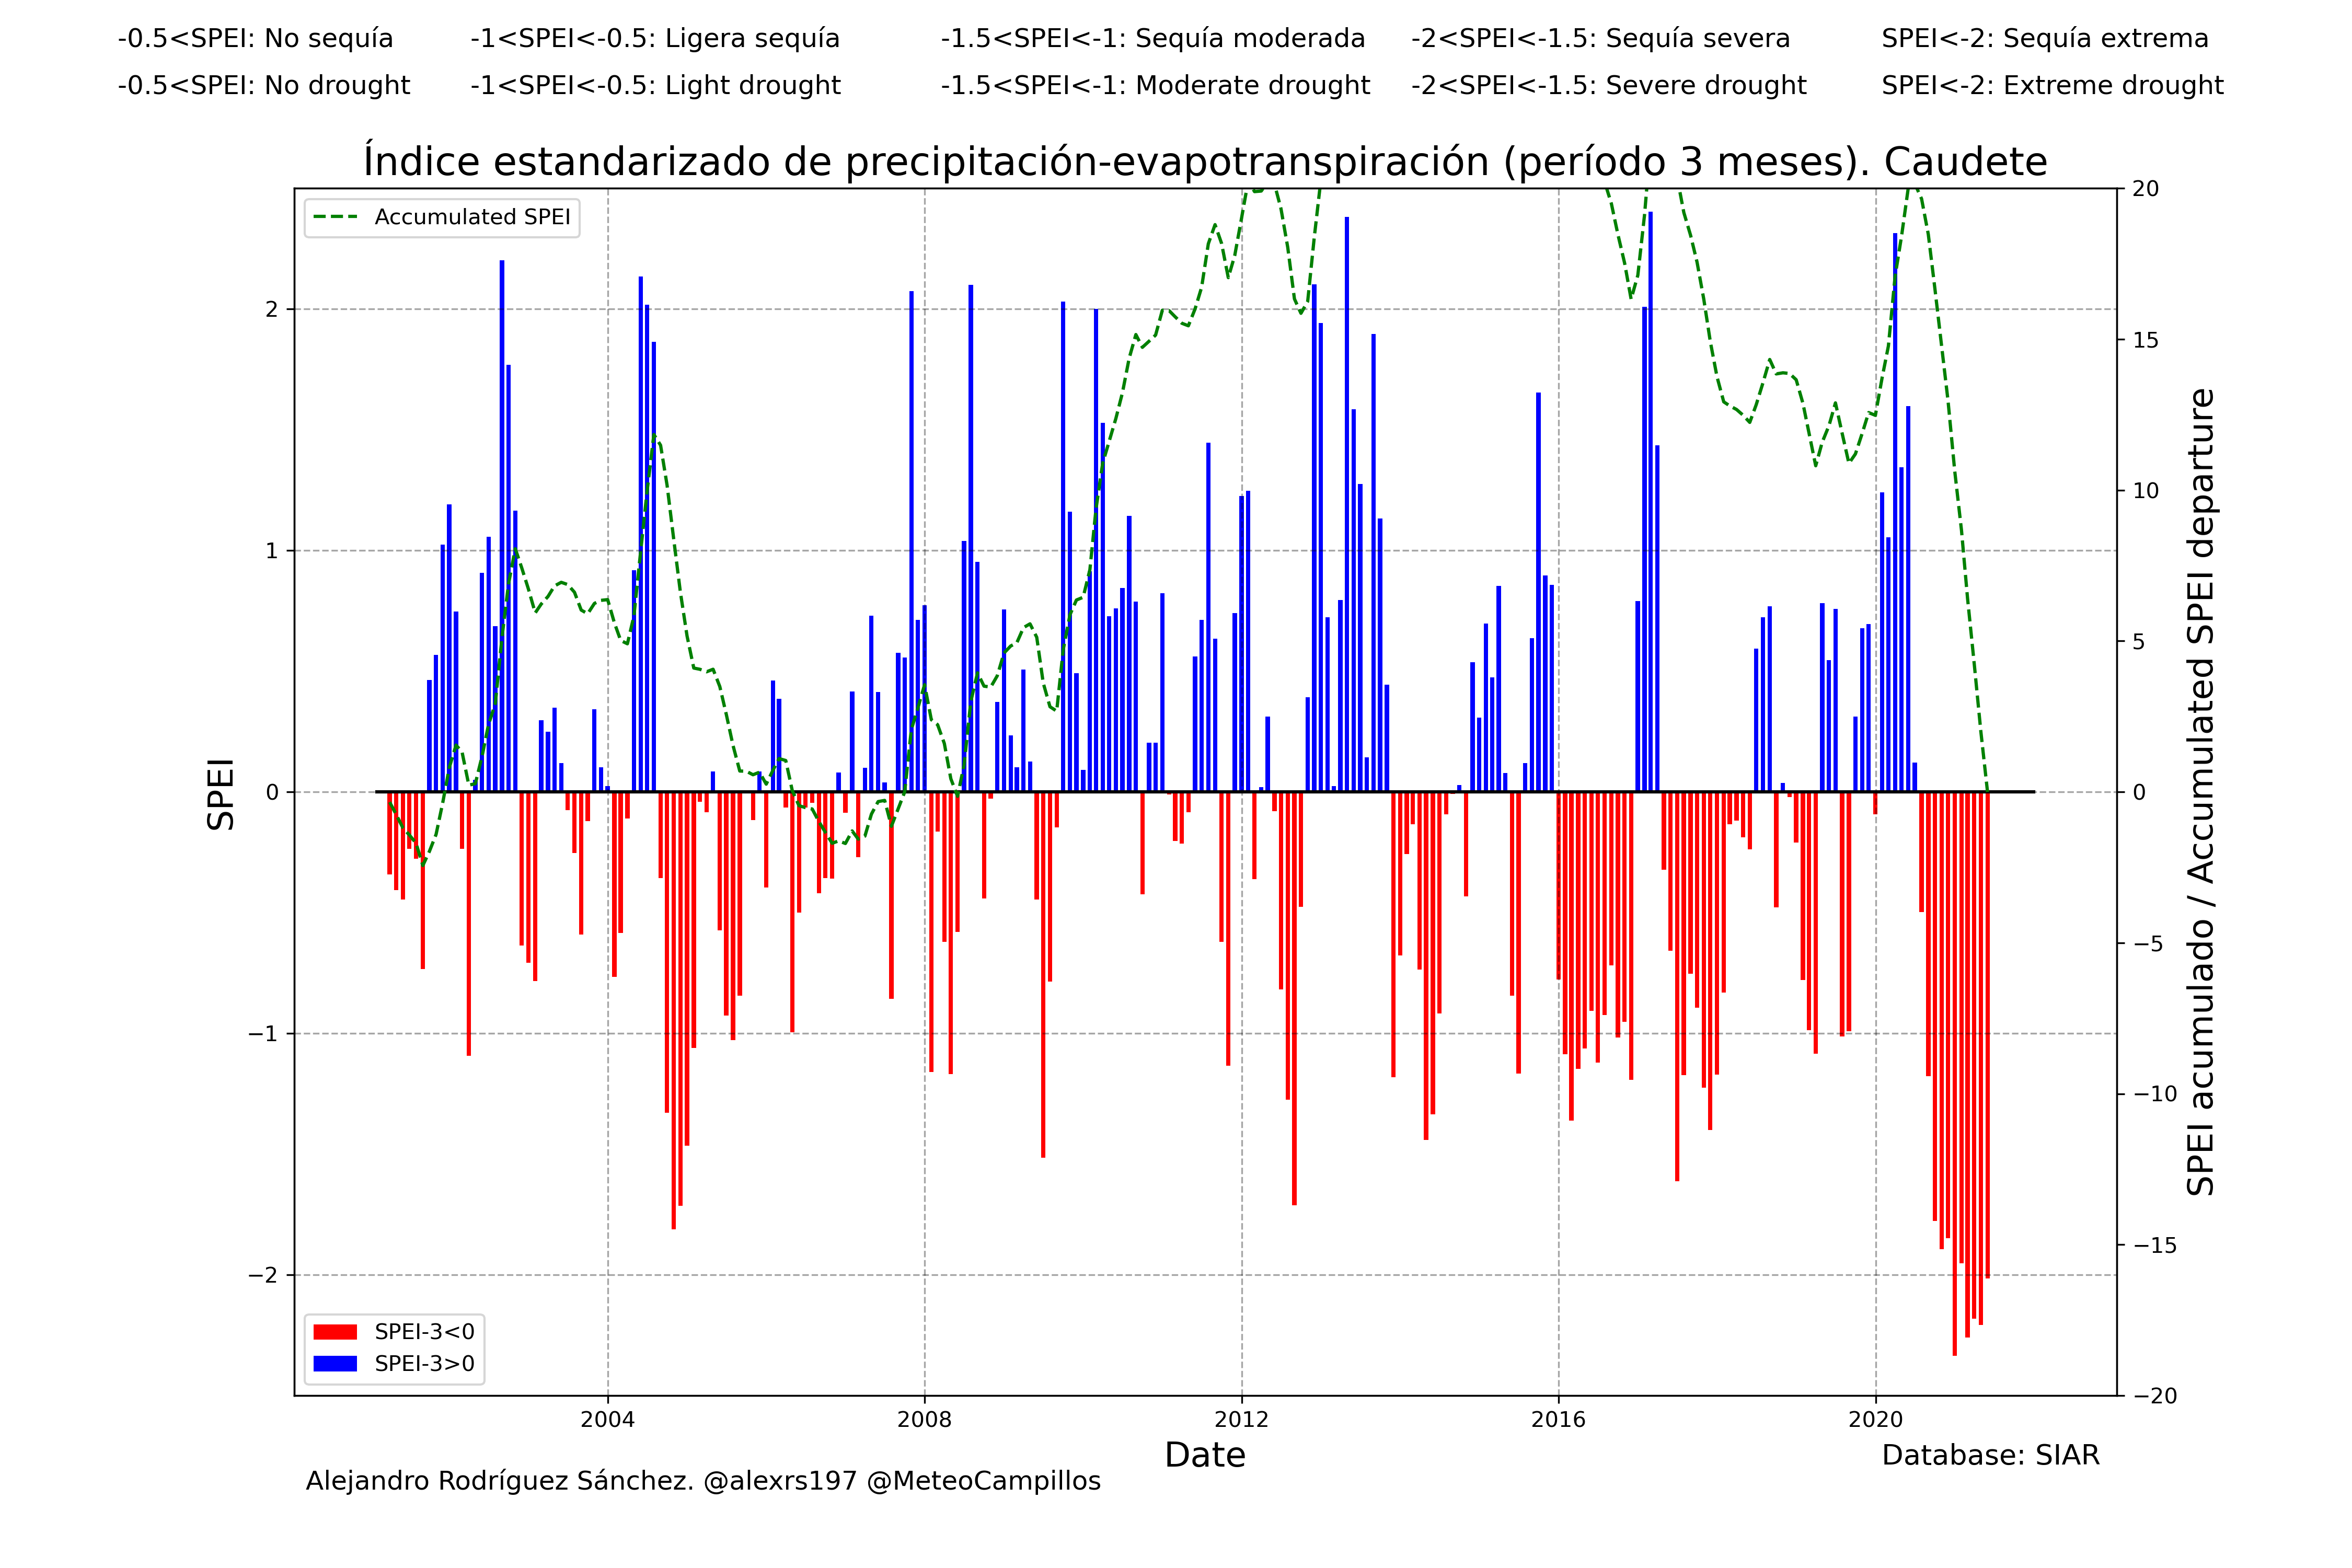 -0.5<SPEI: No sequía -1<SPEI<-0.5: Ligera sequía -1.5<SPEI<-1: Sequía moderada -2<SPEI<-1.5: Sequía severa SPEI<-2: Sequía extrema
-0.5<SPEI: No drought -1<SPEI<-0.5: Light drought -1.5<SPEI<-1: Moderate drought -2<SPEI<-1.5: Severe drought SPEI<-2: Extreme drought
Índice estandarizado de precipitación-evapotranspiración (período 3 meses). Caudete
Accumulated SPEI
SPEI
2
1
0
−1
−2
20
15
10
5
0
−5
−10
−15
−20
SPEI acumulado / Accumulated SPEI departure
SPEI-3<0
SPEI-3>0
2004 2008 2012 2016 2020
Date
Database: SIAR
Alejandro Rodríguez Sánchez. @alexrs197 @MeteoCampillos